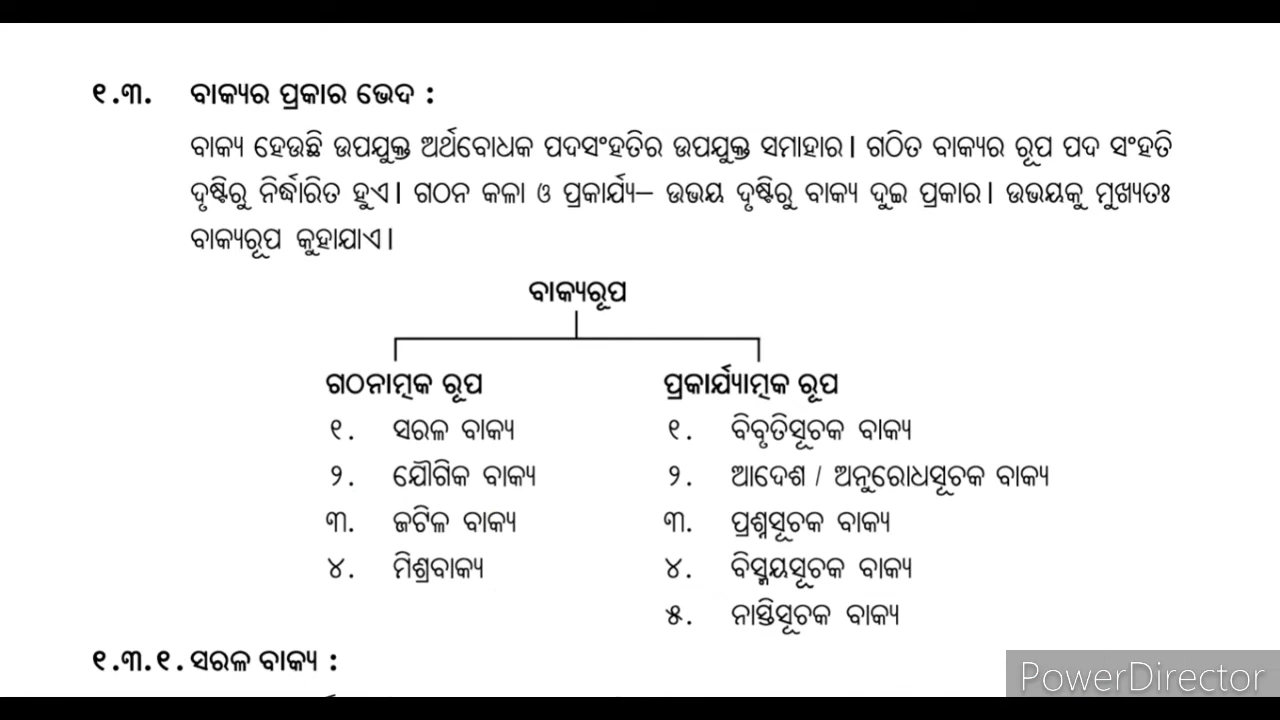 ୧.୩. ବାକ୍ୟର ପ୍ରକାର ଭେଦ :
ବାକ୍ୟ ହେଉଛି ଉପଯୁକ୍ତ ଅର୍ଥବୋଧକ ପଦସଂହତିର ଉପଯୁକ୍ତ ସମାହାର। ଗଠିତ ବାକ୍ୟର ରୂପ ପଦ ସଂହତି
ଦୃଷ୍ଟିରୁ ନିର୍ଦ୍ଧାରିତ ହୁଏ। ଗଠନ କଳା ଓ ପ୍ରକାର୍ଯ୍ୟ– ଉଭୟ ଦୃଷ୍ଟିରୁ ବାକ୍ୟ ଦୁଇ ପ୍ରକାର। ଉଭୟକୁ ମୁଖ୍ୟତଃ
ବାକ୍ୟରୂପ କୁହାଯାଏ।
ବାକ୍ୟରୂପ
ଗଠନାତ୍ମକ ରୂପ
୧. ସରଳ ବାକ୍ୟ
୨. ଯୌଗିକ ବାକ୍ୟ
୩. ଜଟିଳ ବାକ୍ୟ
୪. ମିଶ୍ରବାକ୍ୟ
ପ୍ରକାର୍ଯ୍ୟାତ୍ମକ ରୂପ
୧. ବିବୃତିସୂଚକ ବାକ୍ୟ
୨. ଆଦେଶ / ଅନୁରୋଧସୂଚକ ବାକ୍ୟ
୩. ପ୍ରଶ୍ନସୂଚକ ବାକ୍ୟ
୪. ବିସ୍ମୟସୂଚକ ବାକ୍ୟ
୫. ନାସ୍ତିସୂଚକ ବାକ୍ୟ
୧.୩.୧. ସରଳ ବାକ୍ୟ :
PowerDirector